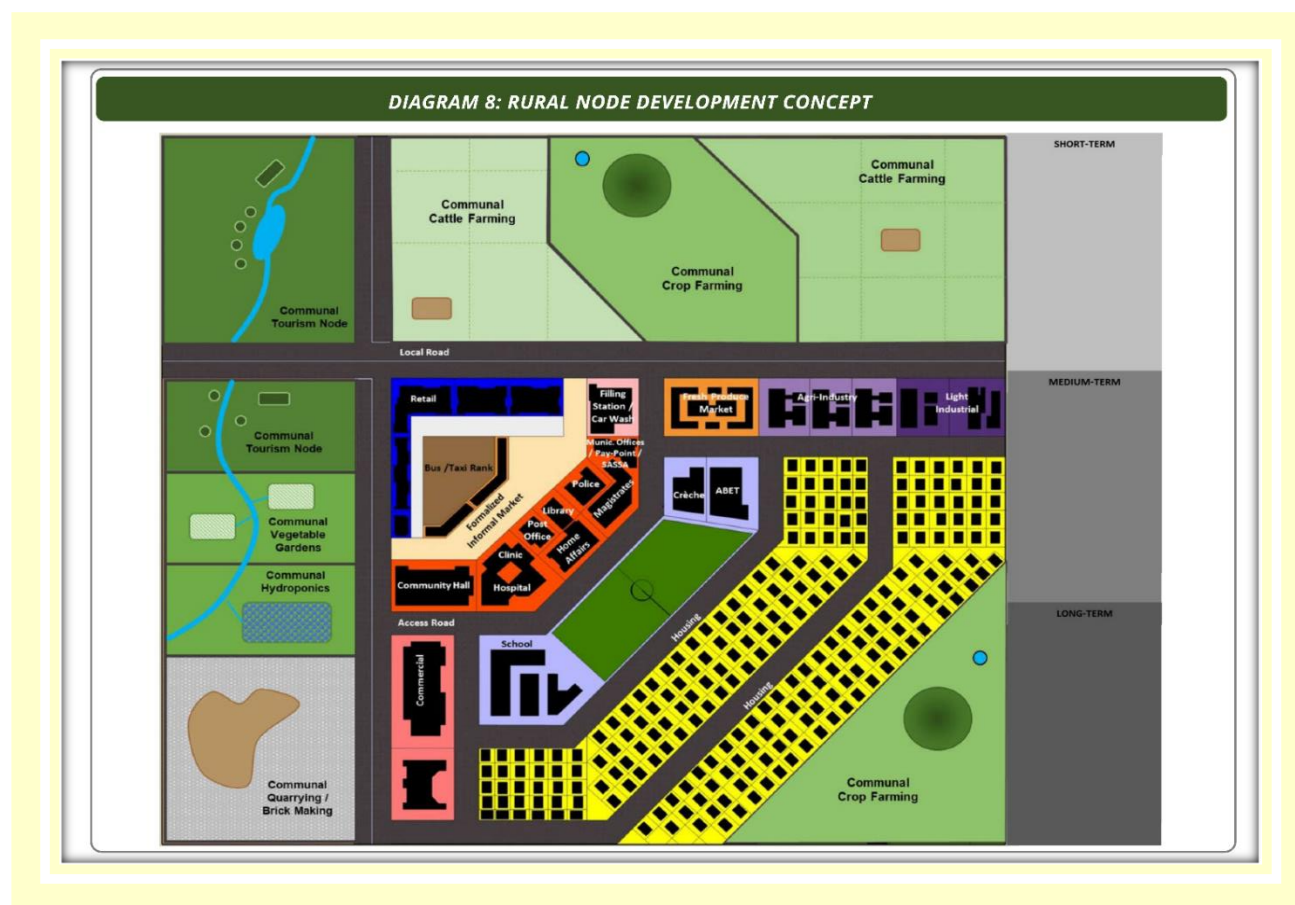 DIAGRAM 8: RURAL NODE DEVELOPMENT CONCEPT
SHORT-TERM
Communal
Cattle Farming
Communal
Cattle Farming
Communal
Crop Farming
Communal
Tourism Node
Local Road
MEDIUM-TERM
Retail
Filling
Station /
Car Wash
Fresh Produce
Market
Agri-Industry
Light
Industrial
Communal
Tourism Node
Munic. Offices
/ Pay-Point /
SASSA
Bus /Taxi Rank
Formalized
Informal Market
Police
Magistrates
Library
Post
Office
Home
Affairs
Clinic
Hospital
Community Hall
Crèche
ABET
Communal
Vegetable
Gardens
Communal
Hydroponics
LONG-TERM
Access Road
School
Housing
Housing
Commercial
Communal
Quarrying /
Brick Making
Communal
Crop Farming